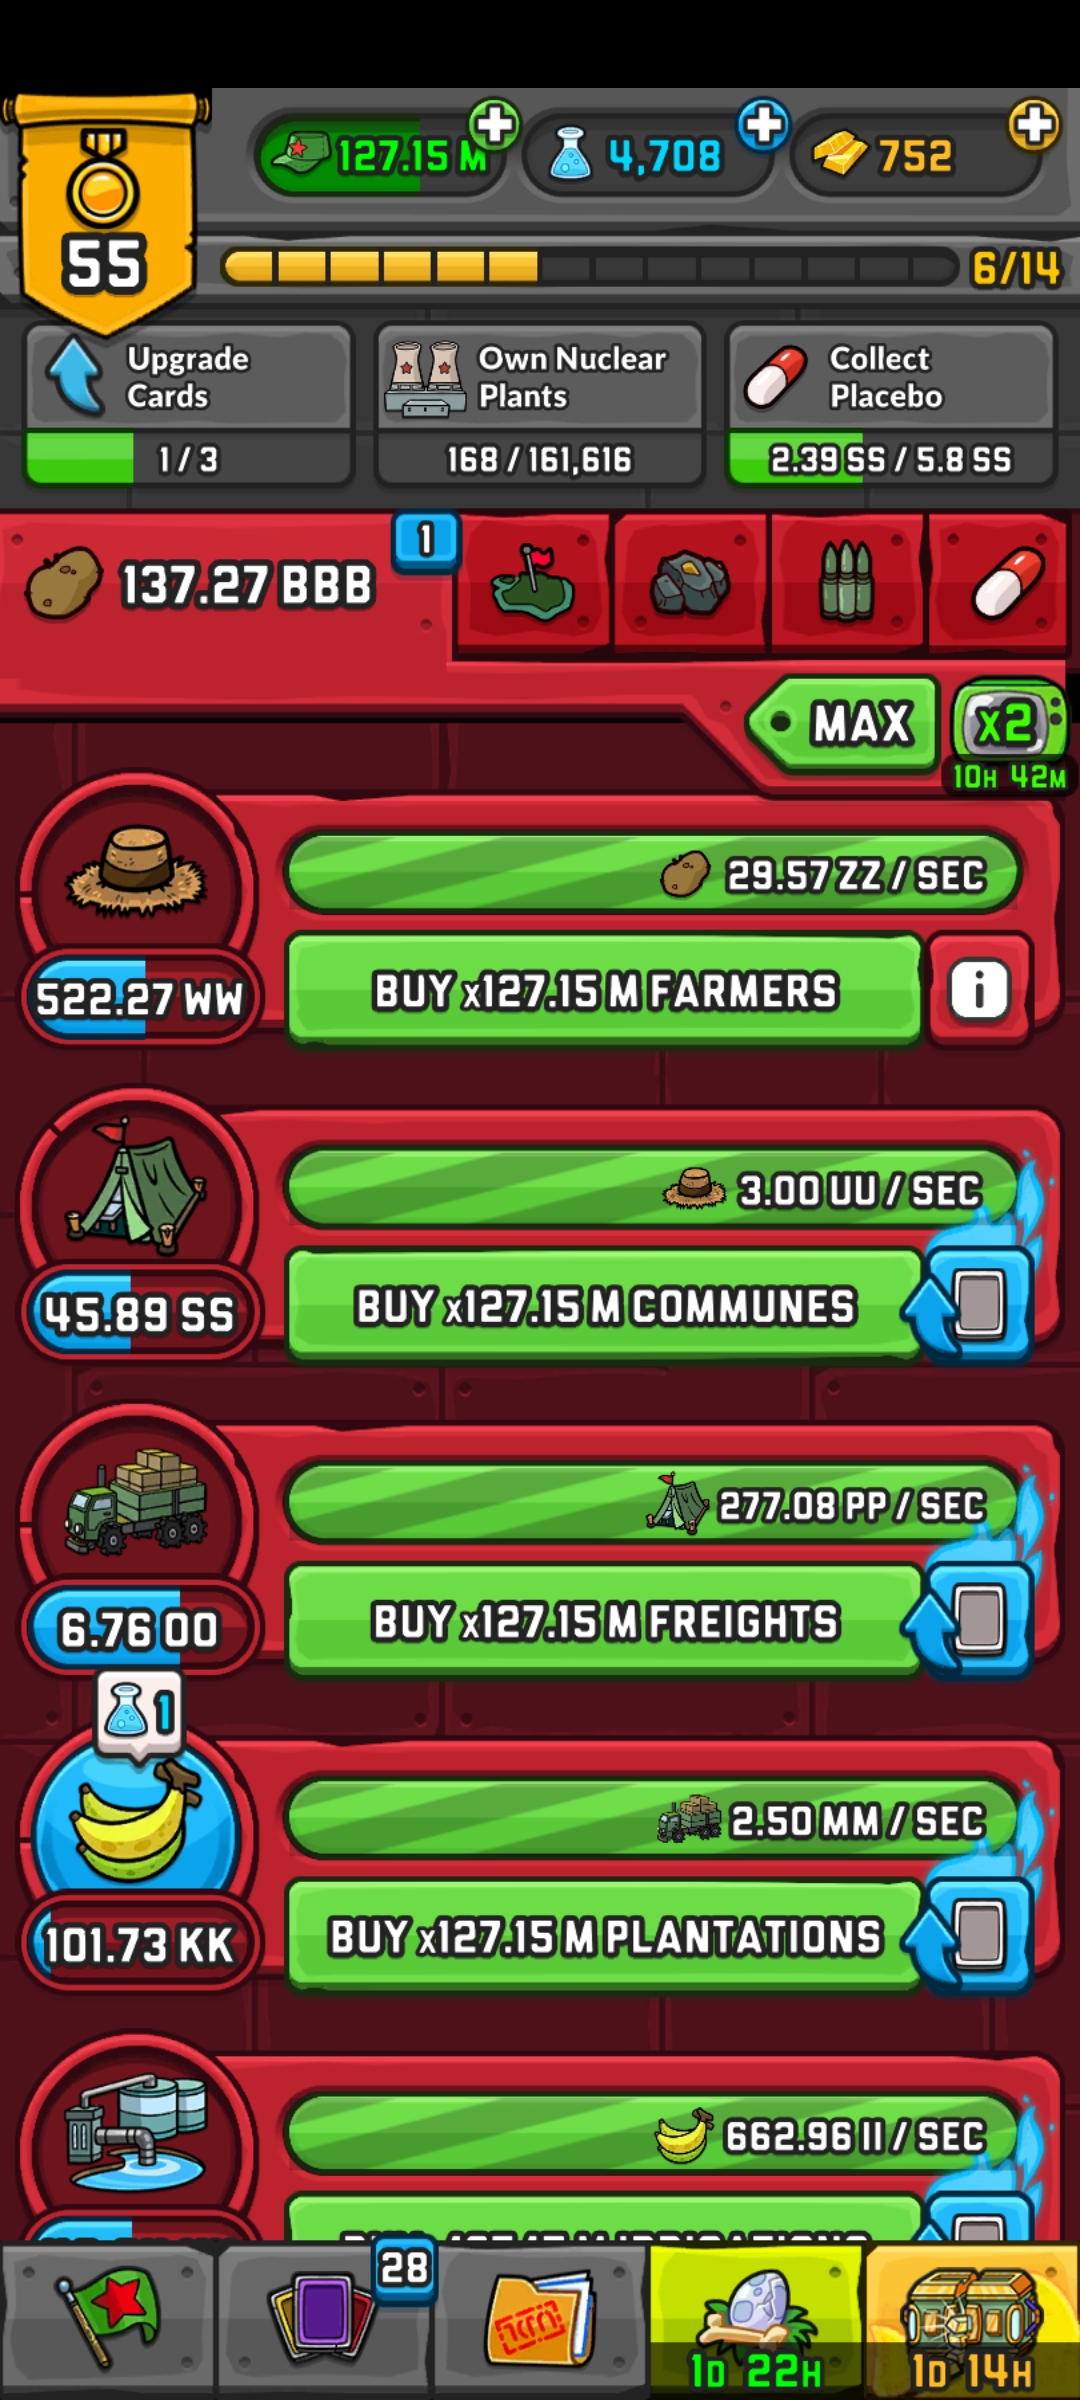 55
127.15 M
4,708
752
6/14
Upgrade
Cards
1 / 3
Own Nuclear
Plants
168 / 161,616
Collect
Placebo
2.39 SS / 5.8 SS
137.27 BBB
1
MAX
x2
10H 42M
29.57 ZZ / SEC
522.27 WW
BUY x127.15 M FARMERS
i
3.00 UU / SEC
45.89 SS
BUY x127.15 M COMMUNES
277.08 PP / SEC
6.76 OO
BUY x127.15 M FREIGHTS
1
2.50 MM / SEC
101.73 KK
BUY x127.15 M PLANTATIONS
662.96 II / SEC
28
1D 22H
1D 14H